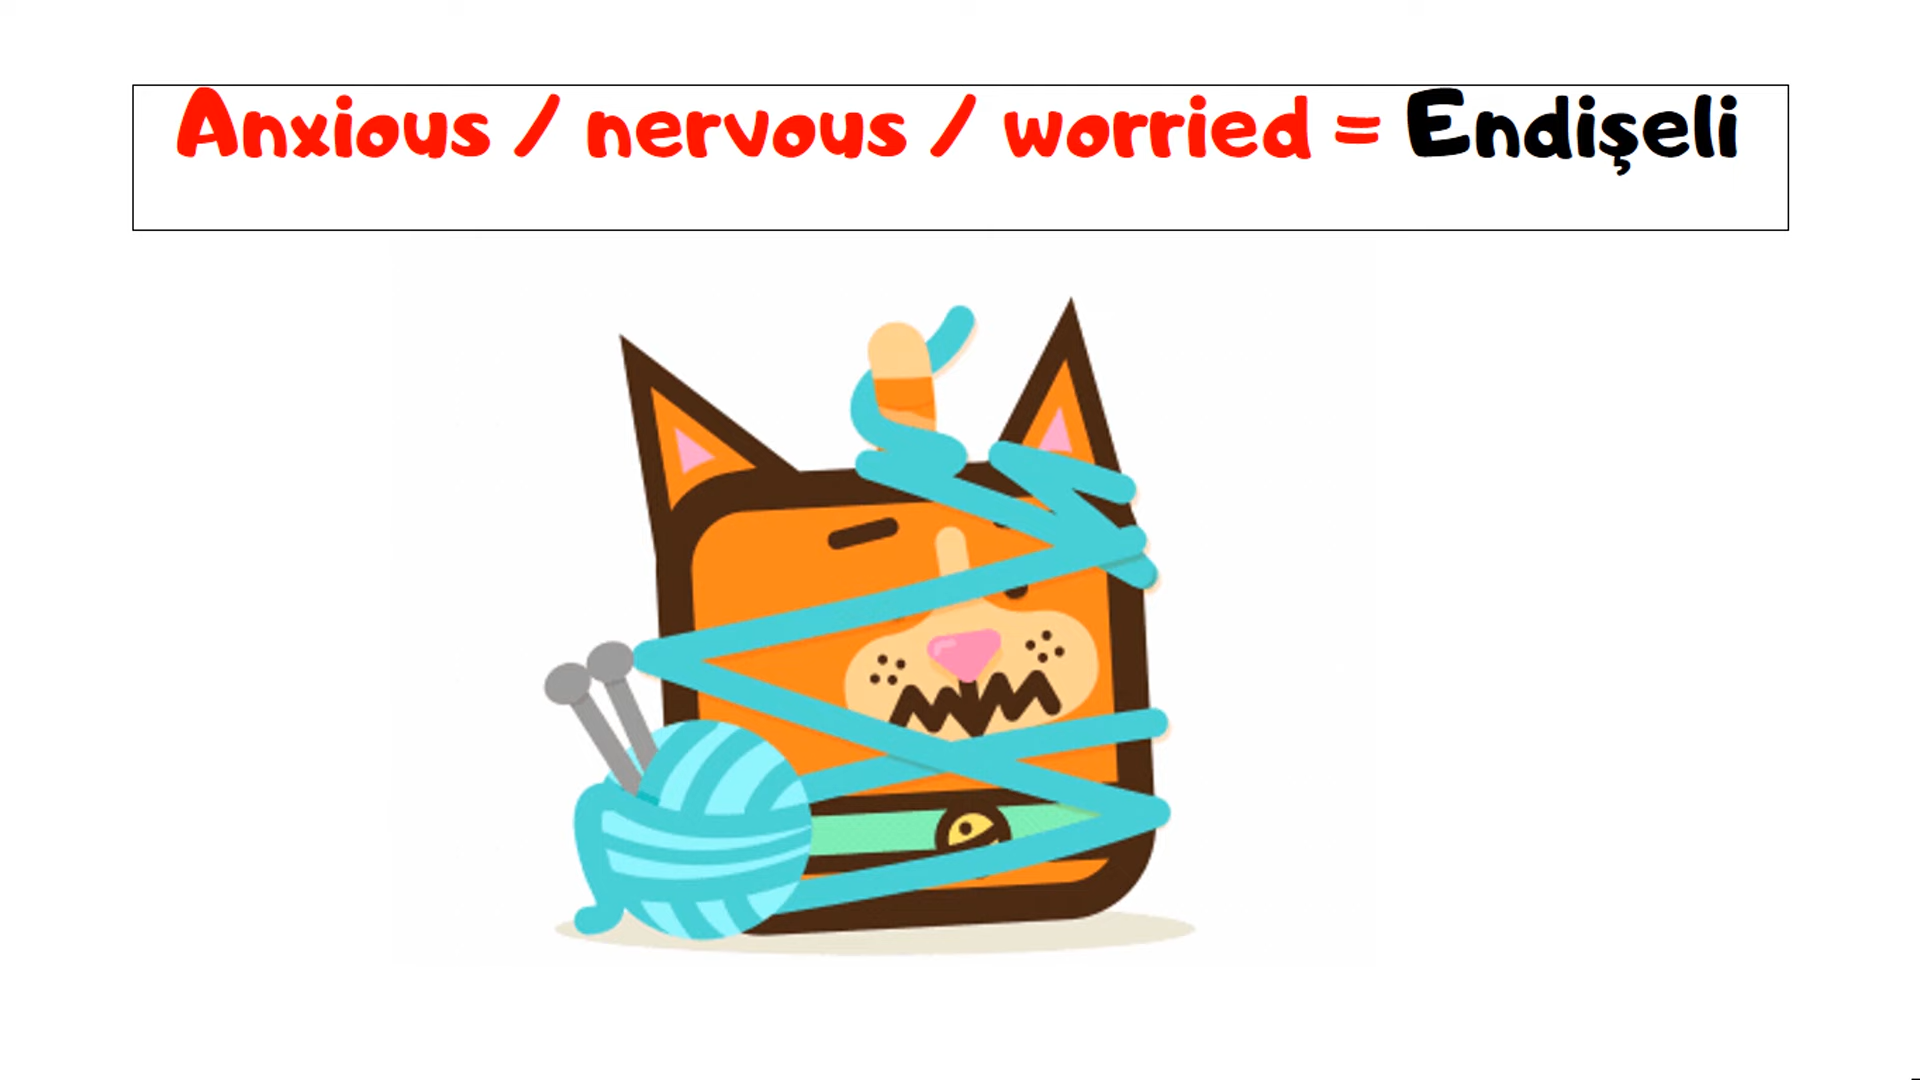 Anxious / nervous / worried = Endişeli